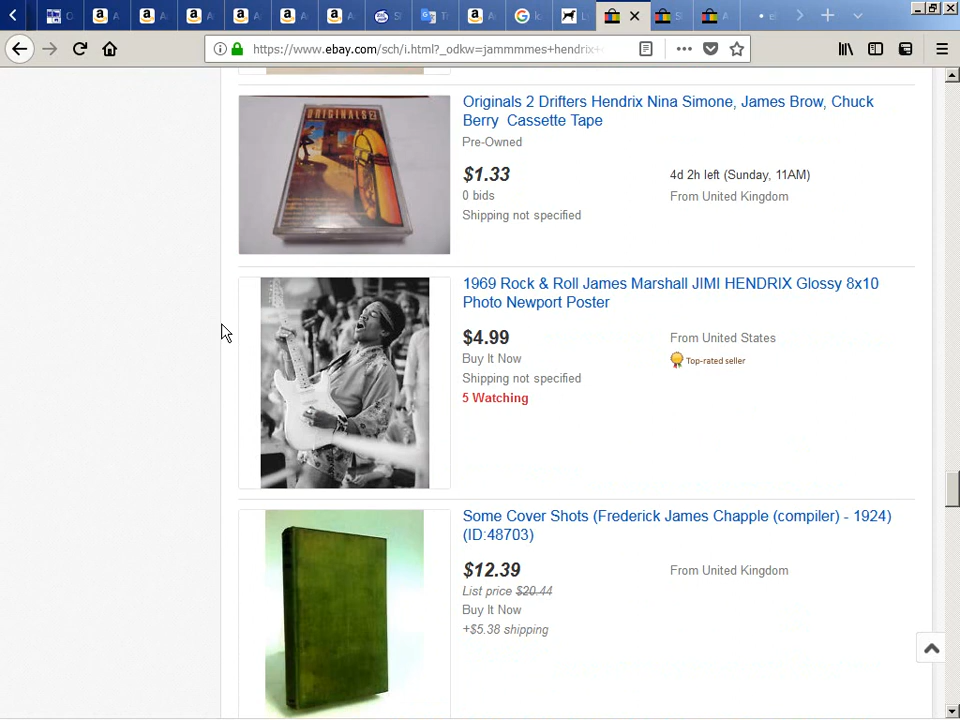 https://www.ebay.com/sch/i.html?_odkw=jammmmes+hendrix+
ORIGINALS 2
Originals 2 Drifters Hendrix Nina Simone, James Brow, Chuck
Berry Cassette Tape
Pre-Owned
$1.33
4d 2h left (Sunday, 11AM)
0 bids
From United Kingdom
Shipping not specified
1969 Rock & Roll James Marshall JIMI HENDRIX Glossy 8x10
Photo Newport Poster
$4.99
From United States
Buy It Now
Top-rated seller
Shipping not specified
5 Watching
Some Cover Shots (Frederick James Chapple (compiler) - 1924)
(ID:48703)
$12.39
From United Kingdom
List price $20.44
Buy It Now
+$5.38 shipping